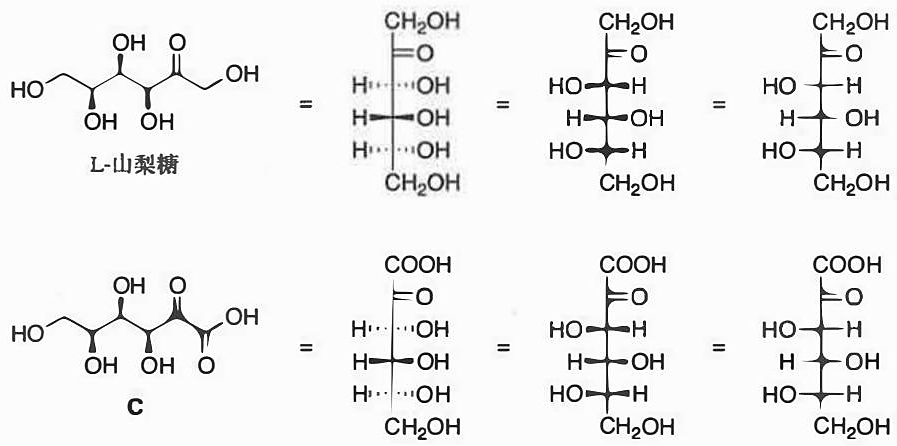 OH O
HO OH
OH OH
L-山梨糖
=
CH₂OH
O
H OH
H OH
H OH
CH₂OH
=
CH₂OH
O
HO H
H OH
HO H
CH₂OH
=
CH₂OH
O
HO H
H OH
HO H
CH₂OH
OH O
HO OH
OH OH O
C
=
COOH
O
H OH
H OH
H OH
CH₂OH
=
COOH
O
HO H
H OH
HO H
CH₂OH
=
COOH
O
HO H
H OH
HO H
CH₂OH